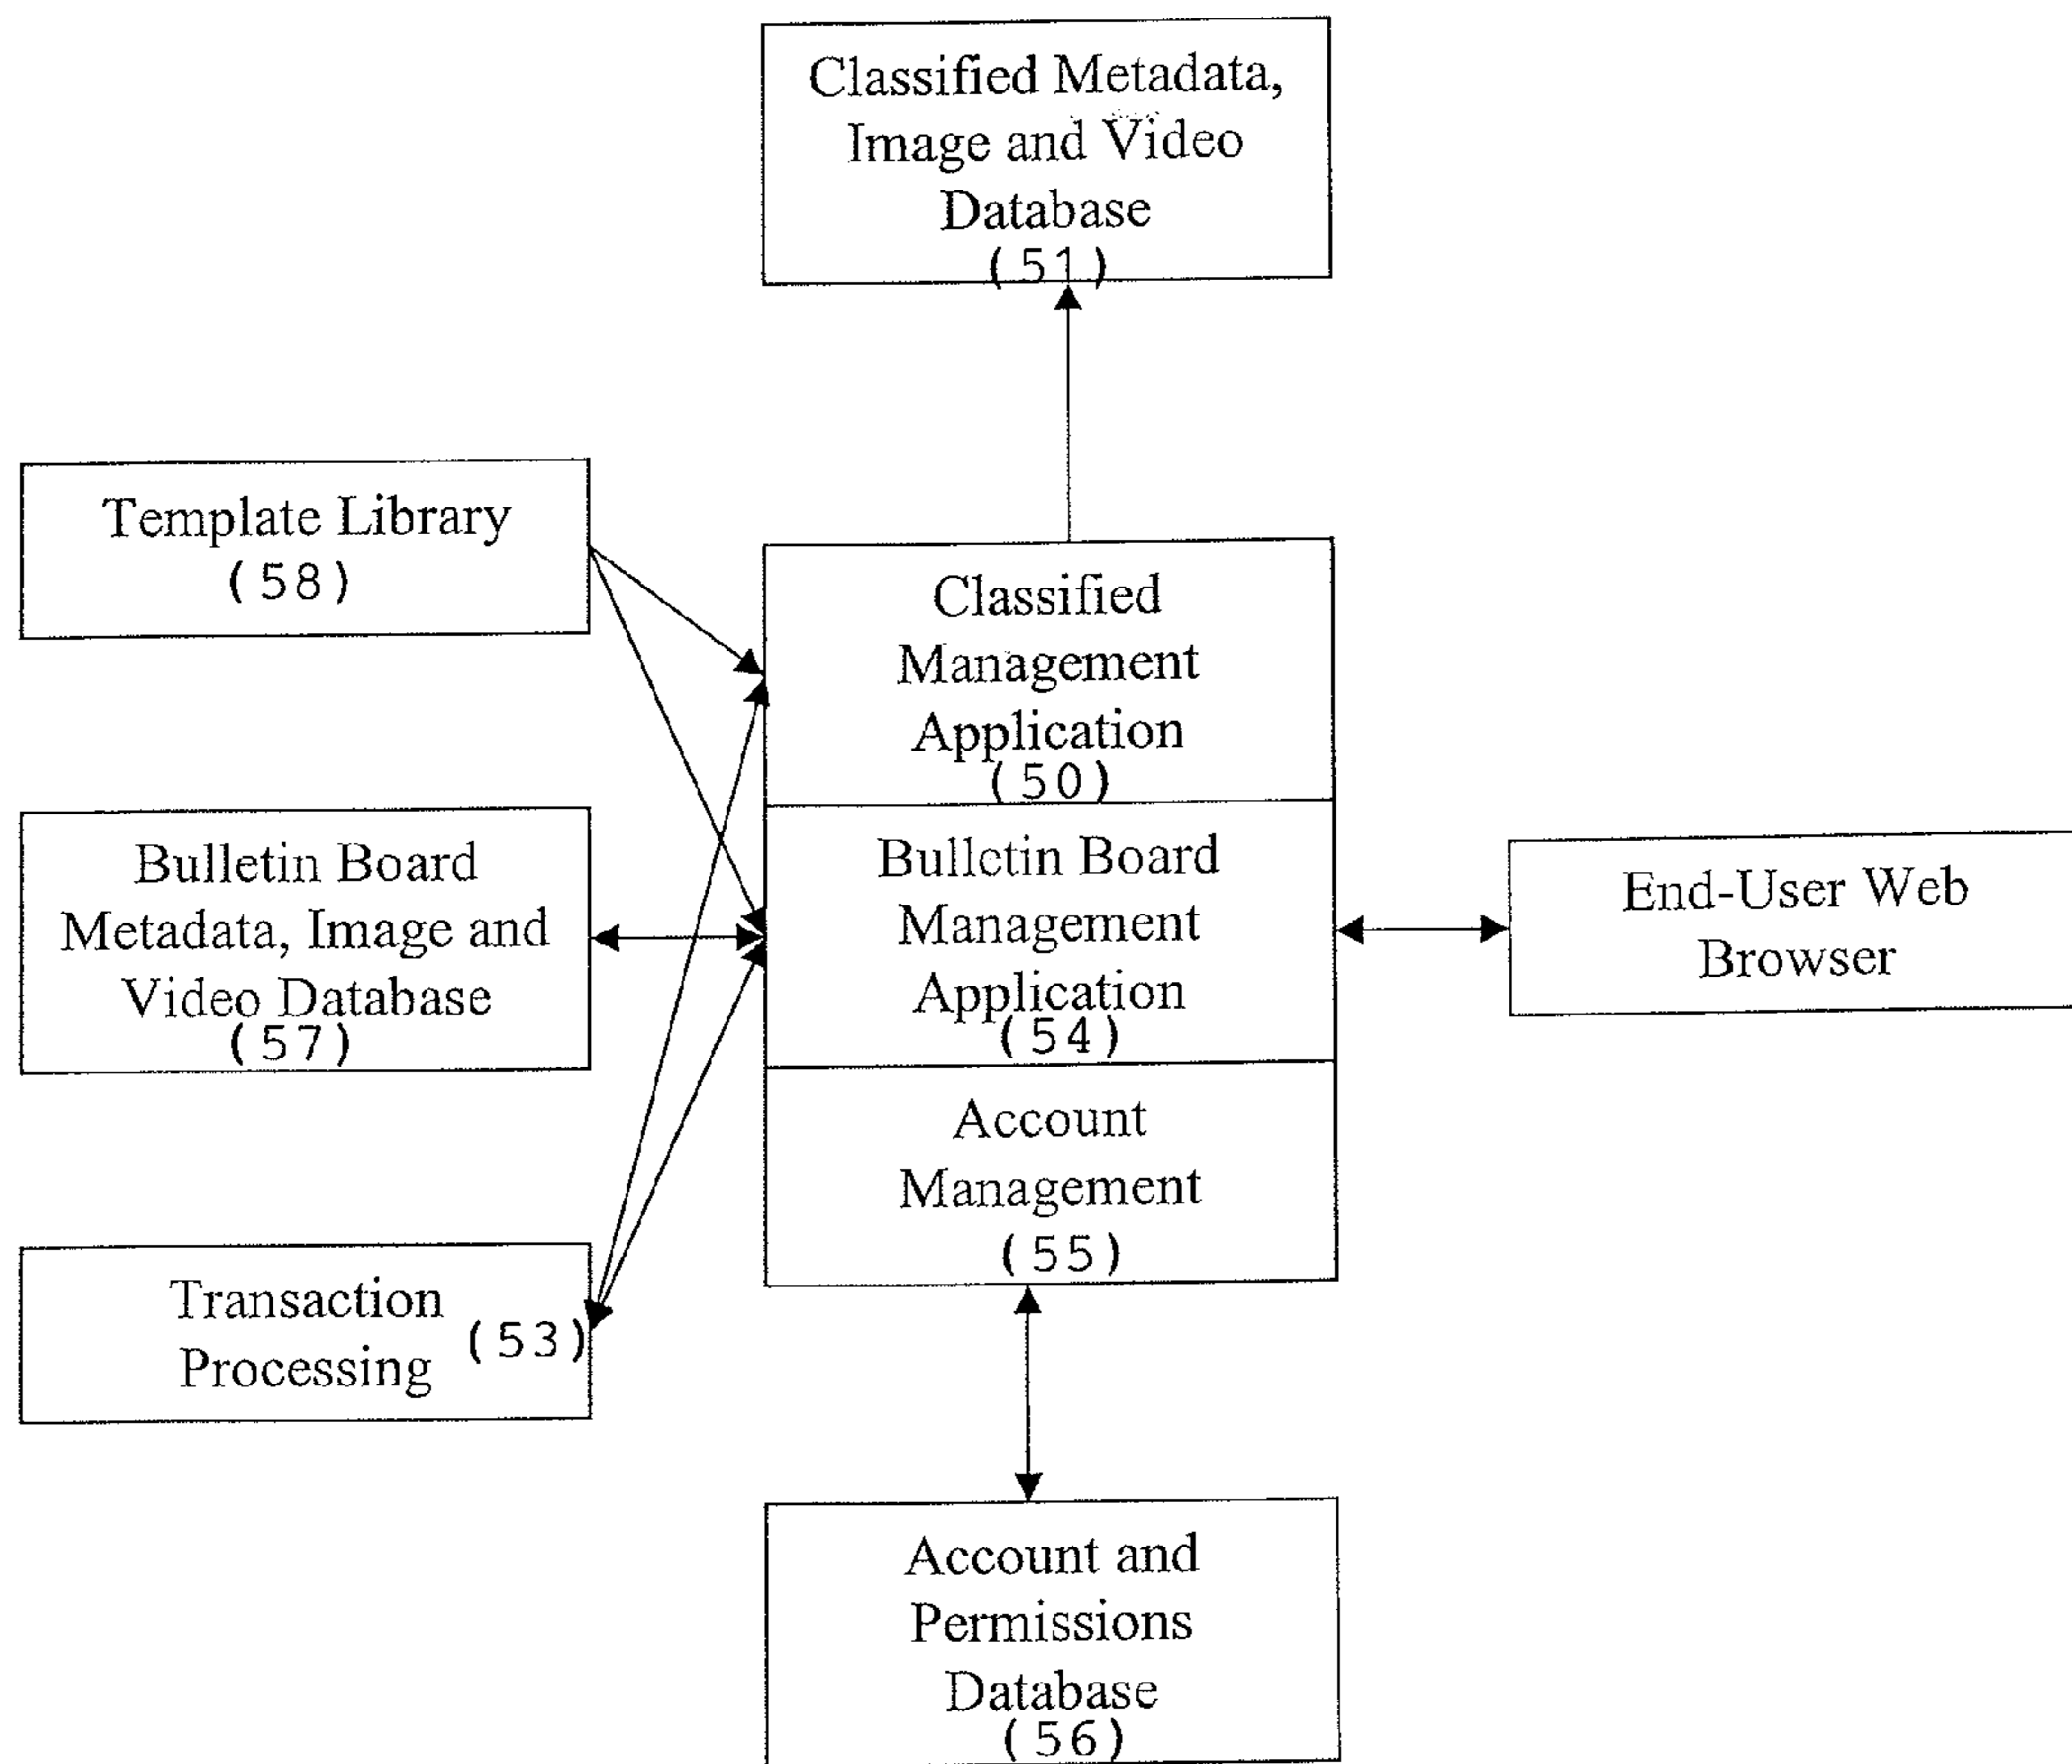 Classified Metadata,
Image and Video
Database
(51)
Template Library
(58)
Classified
Management
Application
(50)
Bulletin Board
Metadata, Image and
Video Database
(57)
Bulletin Board
Management
Application
(54)
End-User Web
Browser
Account
Management
(55)
Transaction
Processing (53)
Account and
Permissions
Database
(56)